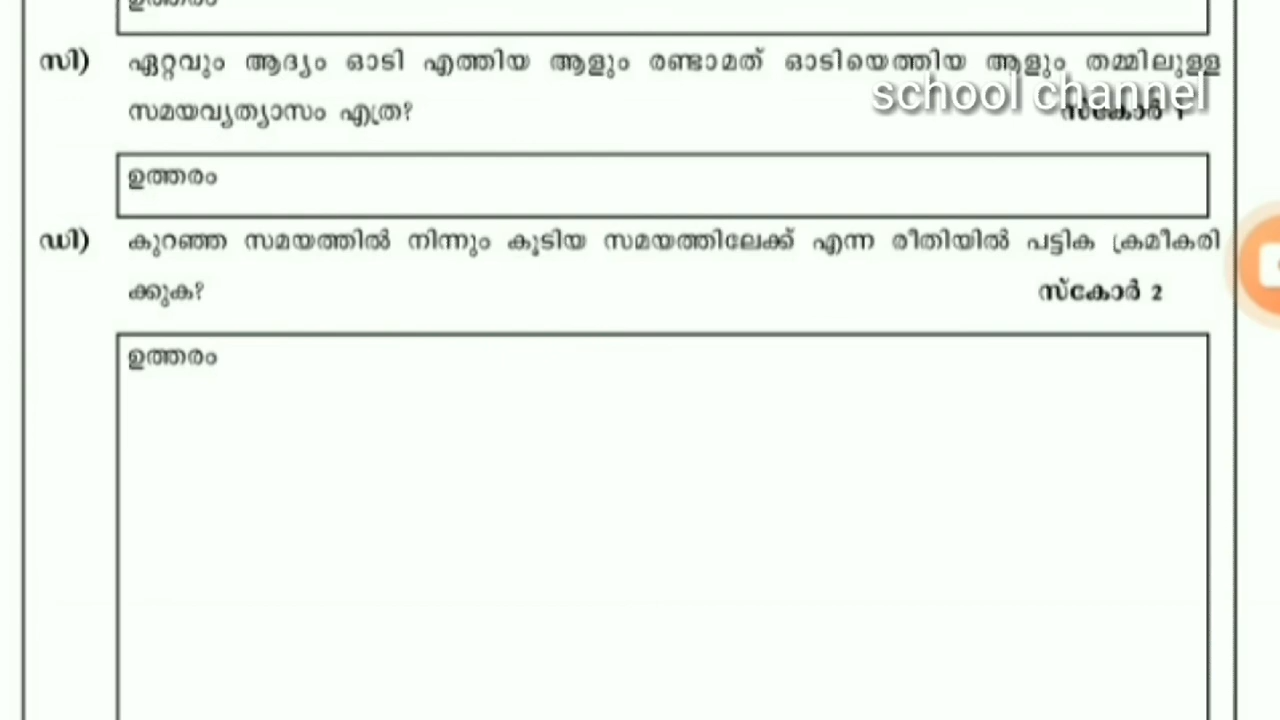 ഉത്തരം
സി) ഏറ്റവും ആദ്യം ഓടി എത്തിയ ആളും രണ്ടാമത് ഓടിയെത്തിയ ആളും തമ്മിലുള്ള
school channel
സമയവ്യത്യാസം എത്ര? സ്കോർ 1
ഉത്തരം
ഡി) കുറഞ്ഞ സമയത്തിൽ നിന്നും കൂടിയ സമയത്തിലേക്ക് എന്ന രീതിയിൽ പട്ടിക ക്രമീകരി
ക്കുക? സ്കോർ 2
ഉത്തരം